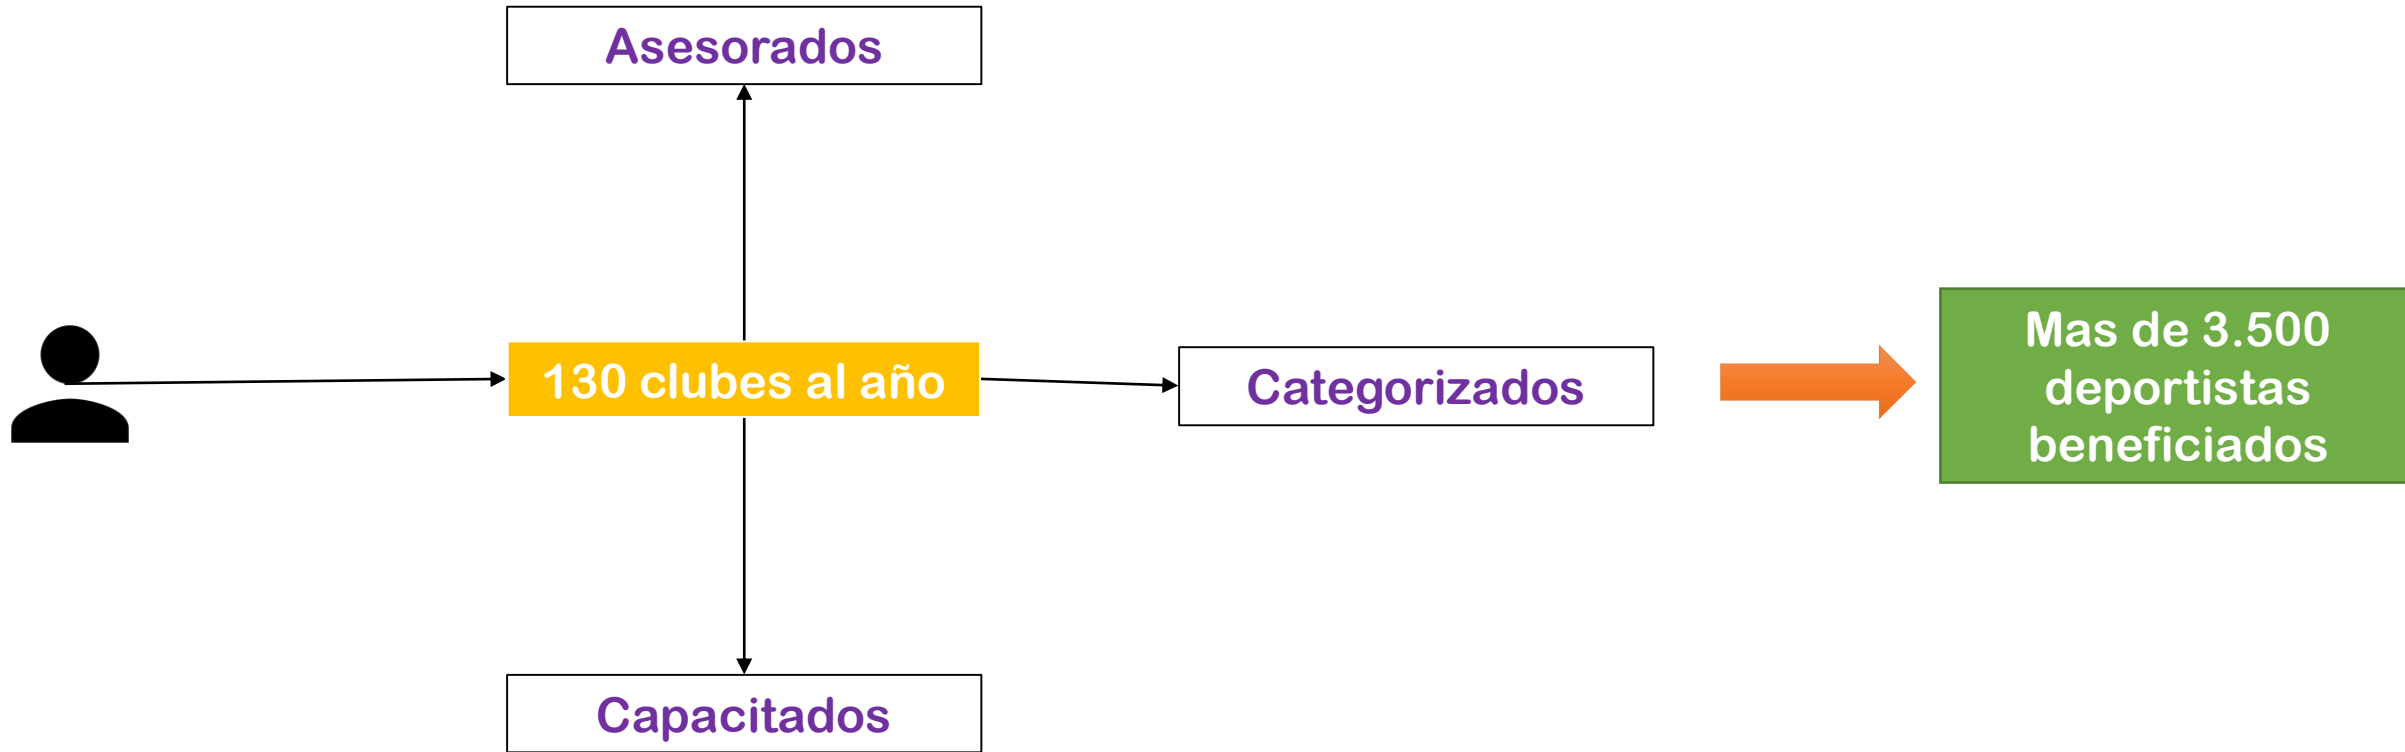 Asesorados
130 clubes al año
Categorizados
Mas de 3.500
deportistas
beneficiados
Capacitados